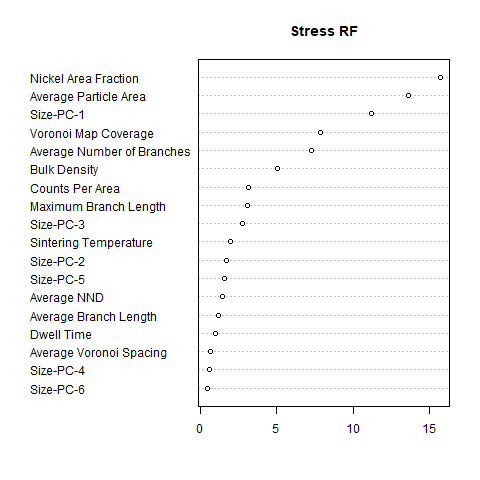 Stress RF
Nickel Area Fraction
Average Particle Area
Size-PC-1
Voronoi Map Coverage
Average Number of Branches
Bulk Density
Counts Per Area
Maximum Branch Length
Size-PC-3
Sintering Temperature
Size-PC-2
Size-PC-5
Average NND
Average Branch Length
Dwell Time
Average Voronoi Spacing
Size-PC-4
Size-PC-6
0 5 10 15